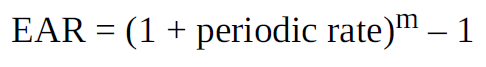 EAR = (1 + periodic rate)ᵐ – 1